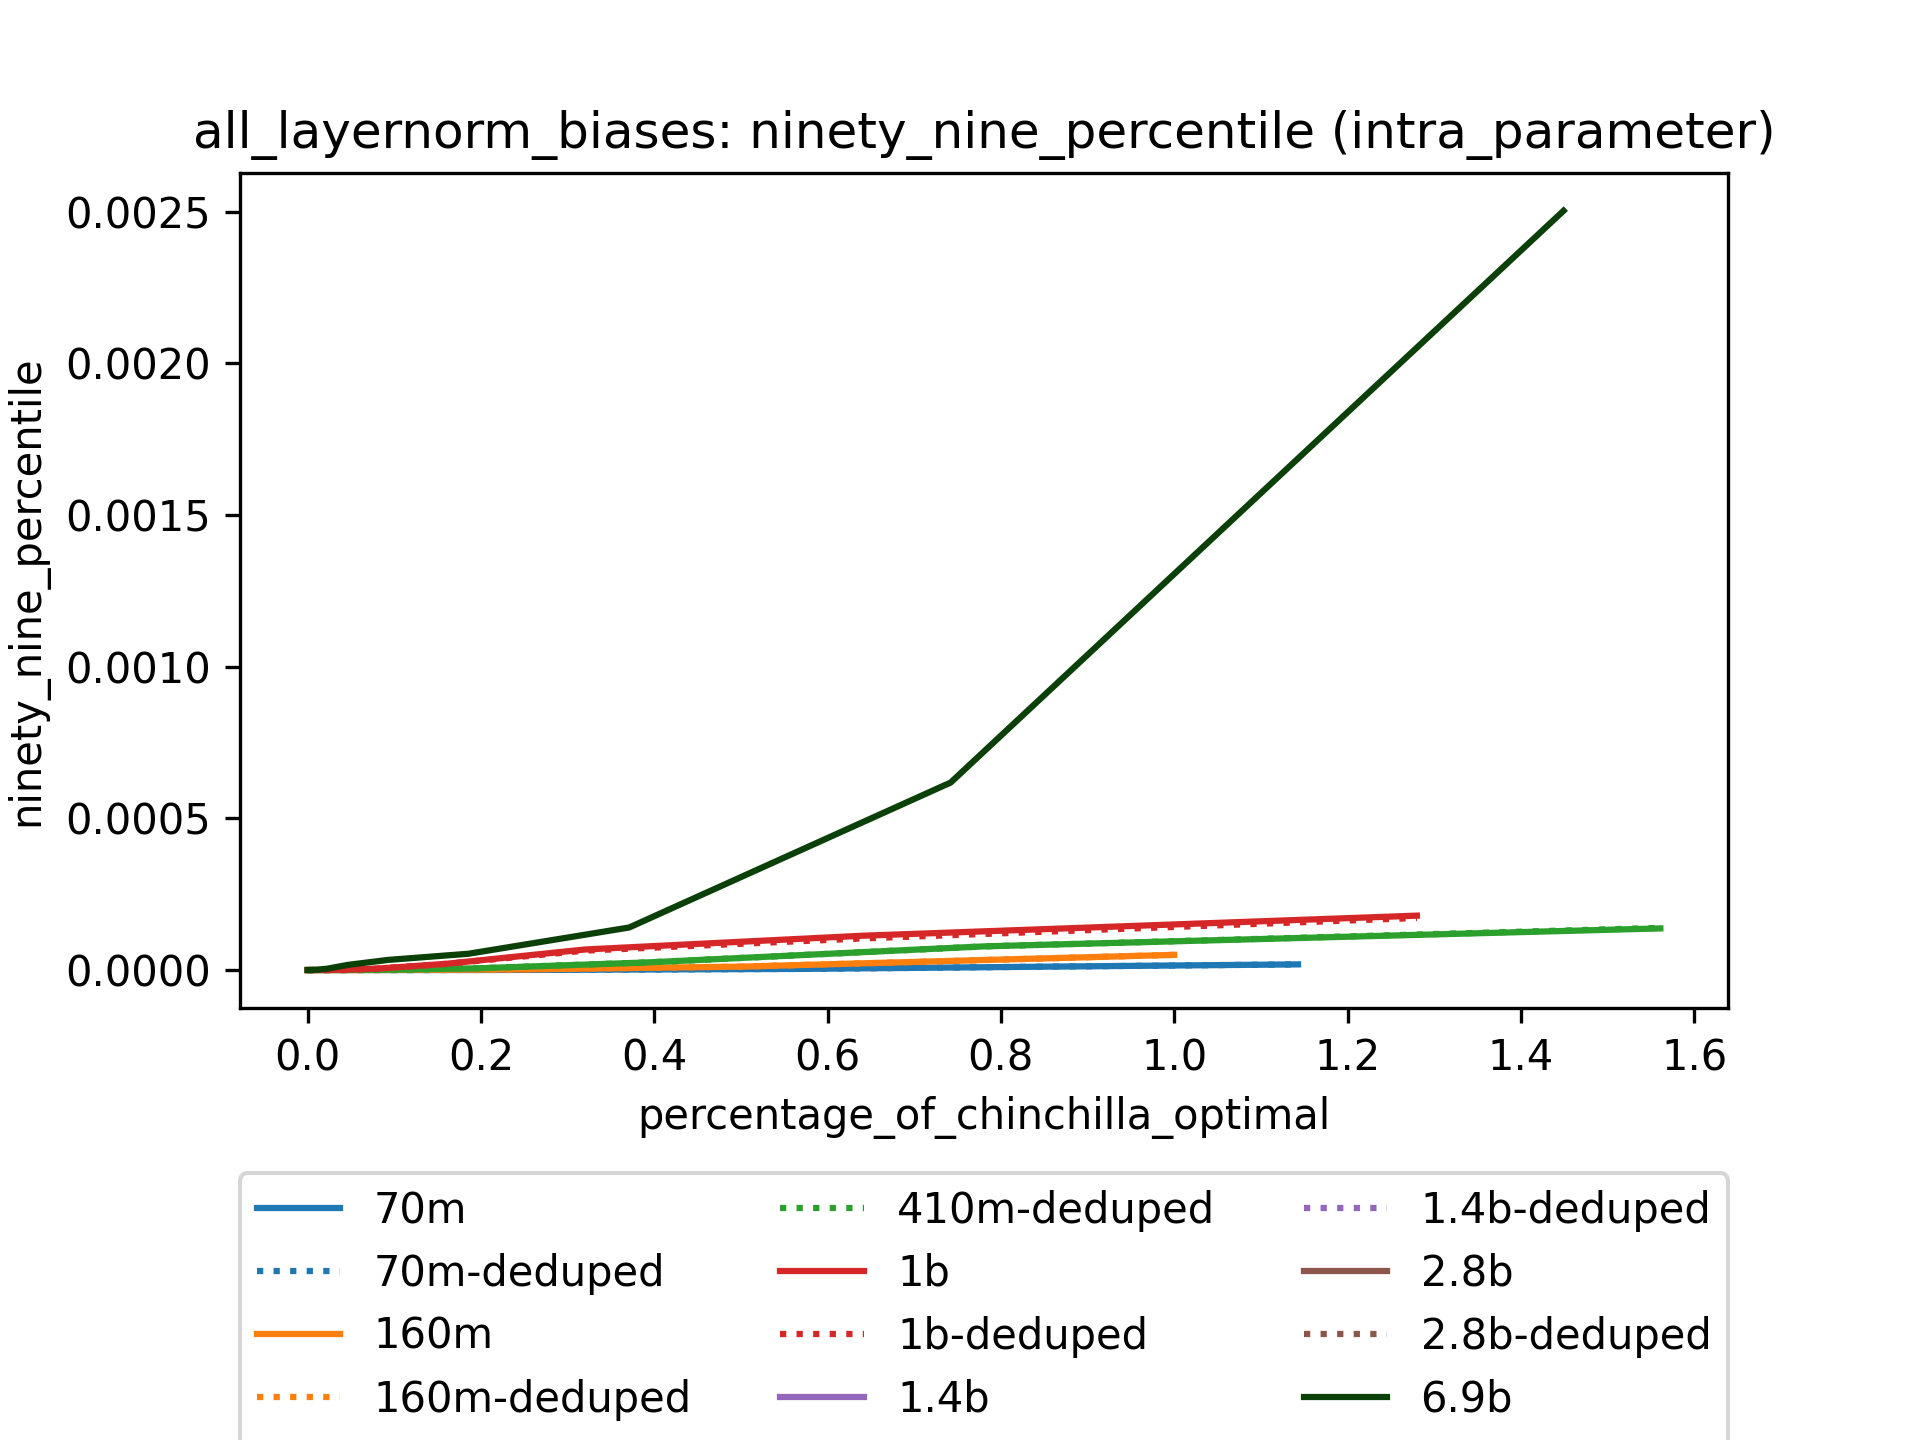 all_layernorm_biases: ninety_nine_percentile (intra_parameter)
ninety_nine_percentile
0.0025
0.0020
0.0015
0.0010
0.0005
0.0000
0.0 0.2 0.4 0.6 0.8 1.0 1.2 1.4 1.6
percentage_of_chinchilla_optimal
70m
70m-deduped
160m
160m-deduped
410m-deduped
1b
1b-deduped
1.4b
1.4b-deduped
2.8b
2.8b-deduped
6.9b